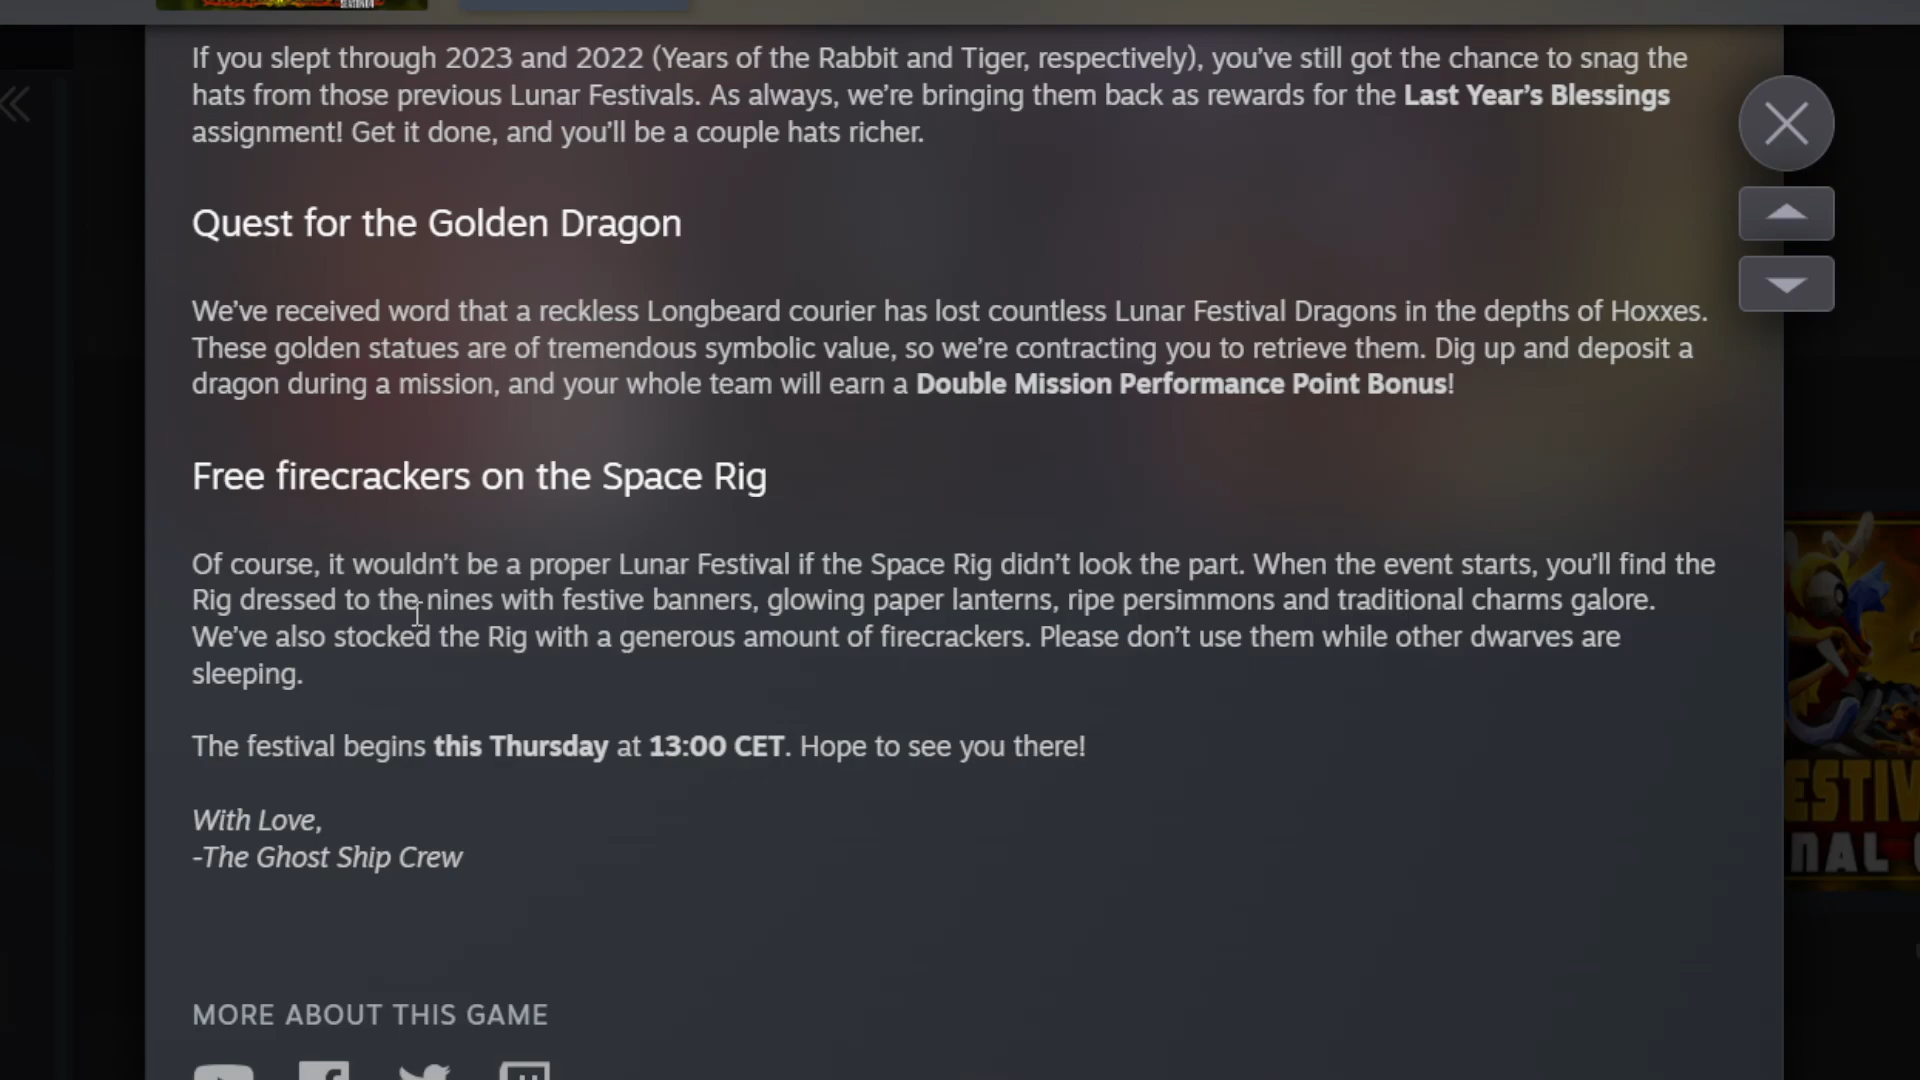 If you slept through 2023 and 2022 (Years of the Rabbit and Tiger, respectively), you’ve still got the chance to snag the
hats from those previous Lunar Festivals. As always, we’re bringing them back as rewards for the Last Year’s Blessings
assignment! Get it done, and you’ll be a couple hats richer.
Quest for the Golden Dragon
We’ve received word that a reckless Longbeard courier has lost countless Lunar Festival Dragons in the depths of Hoxxes.
These golden statues are of tremendous symbolic value, so we’re contracting you to retrieve them. Dig up and deposit a
dragon during a mission, and your whole team will earn a Double Mission Performance Point Bonus!
Free firecrackers on the Space Rig
Of course, it wouldn’t be a proper Lunar Festival if the Space Rig didn’t look the part. When the event starts, you’ll find the
Rig dressed to the nines with festive banners, glowing paper lanterns, ripe persimmons and traditional charms galore.
We’ve also stocked the Rig with a generous amount of firecrackers. Please don’t use them while other dwarves are
sleeping.
The festival begins this Thursday at 13:00 CET. Hope to see you there!
With Love,
-The Ghost Ship Crew
MORE ABOUT THIS GAME